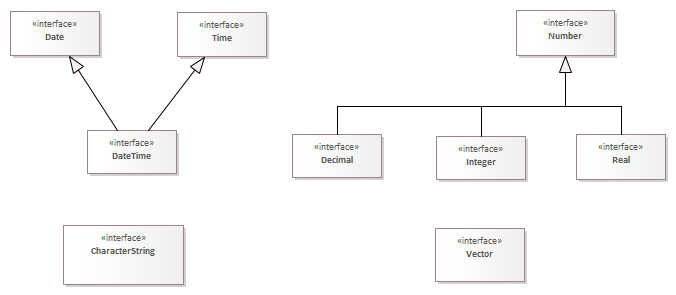 «interface»
Date
«interface»
Time
«interface»
Number
«interface»
DateTime
«interface»
Decimal
«interface»
Integer
«interface»
Real
«interface»
CharacterString
«interface»
Vector